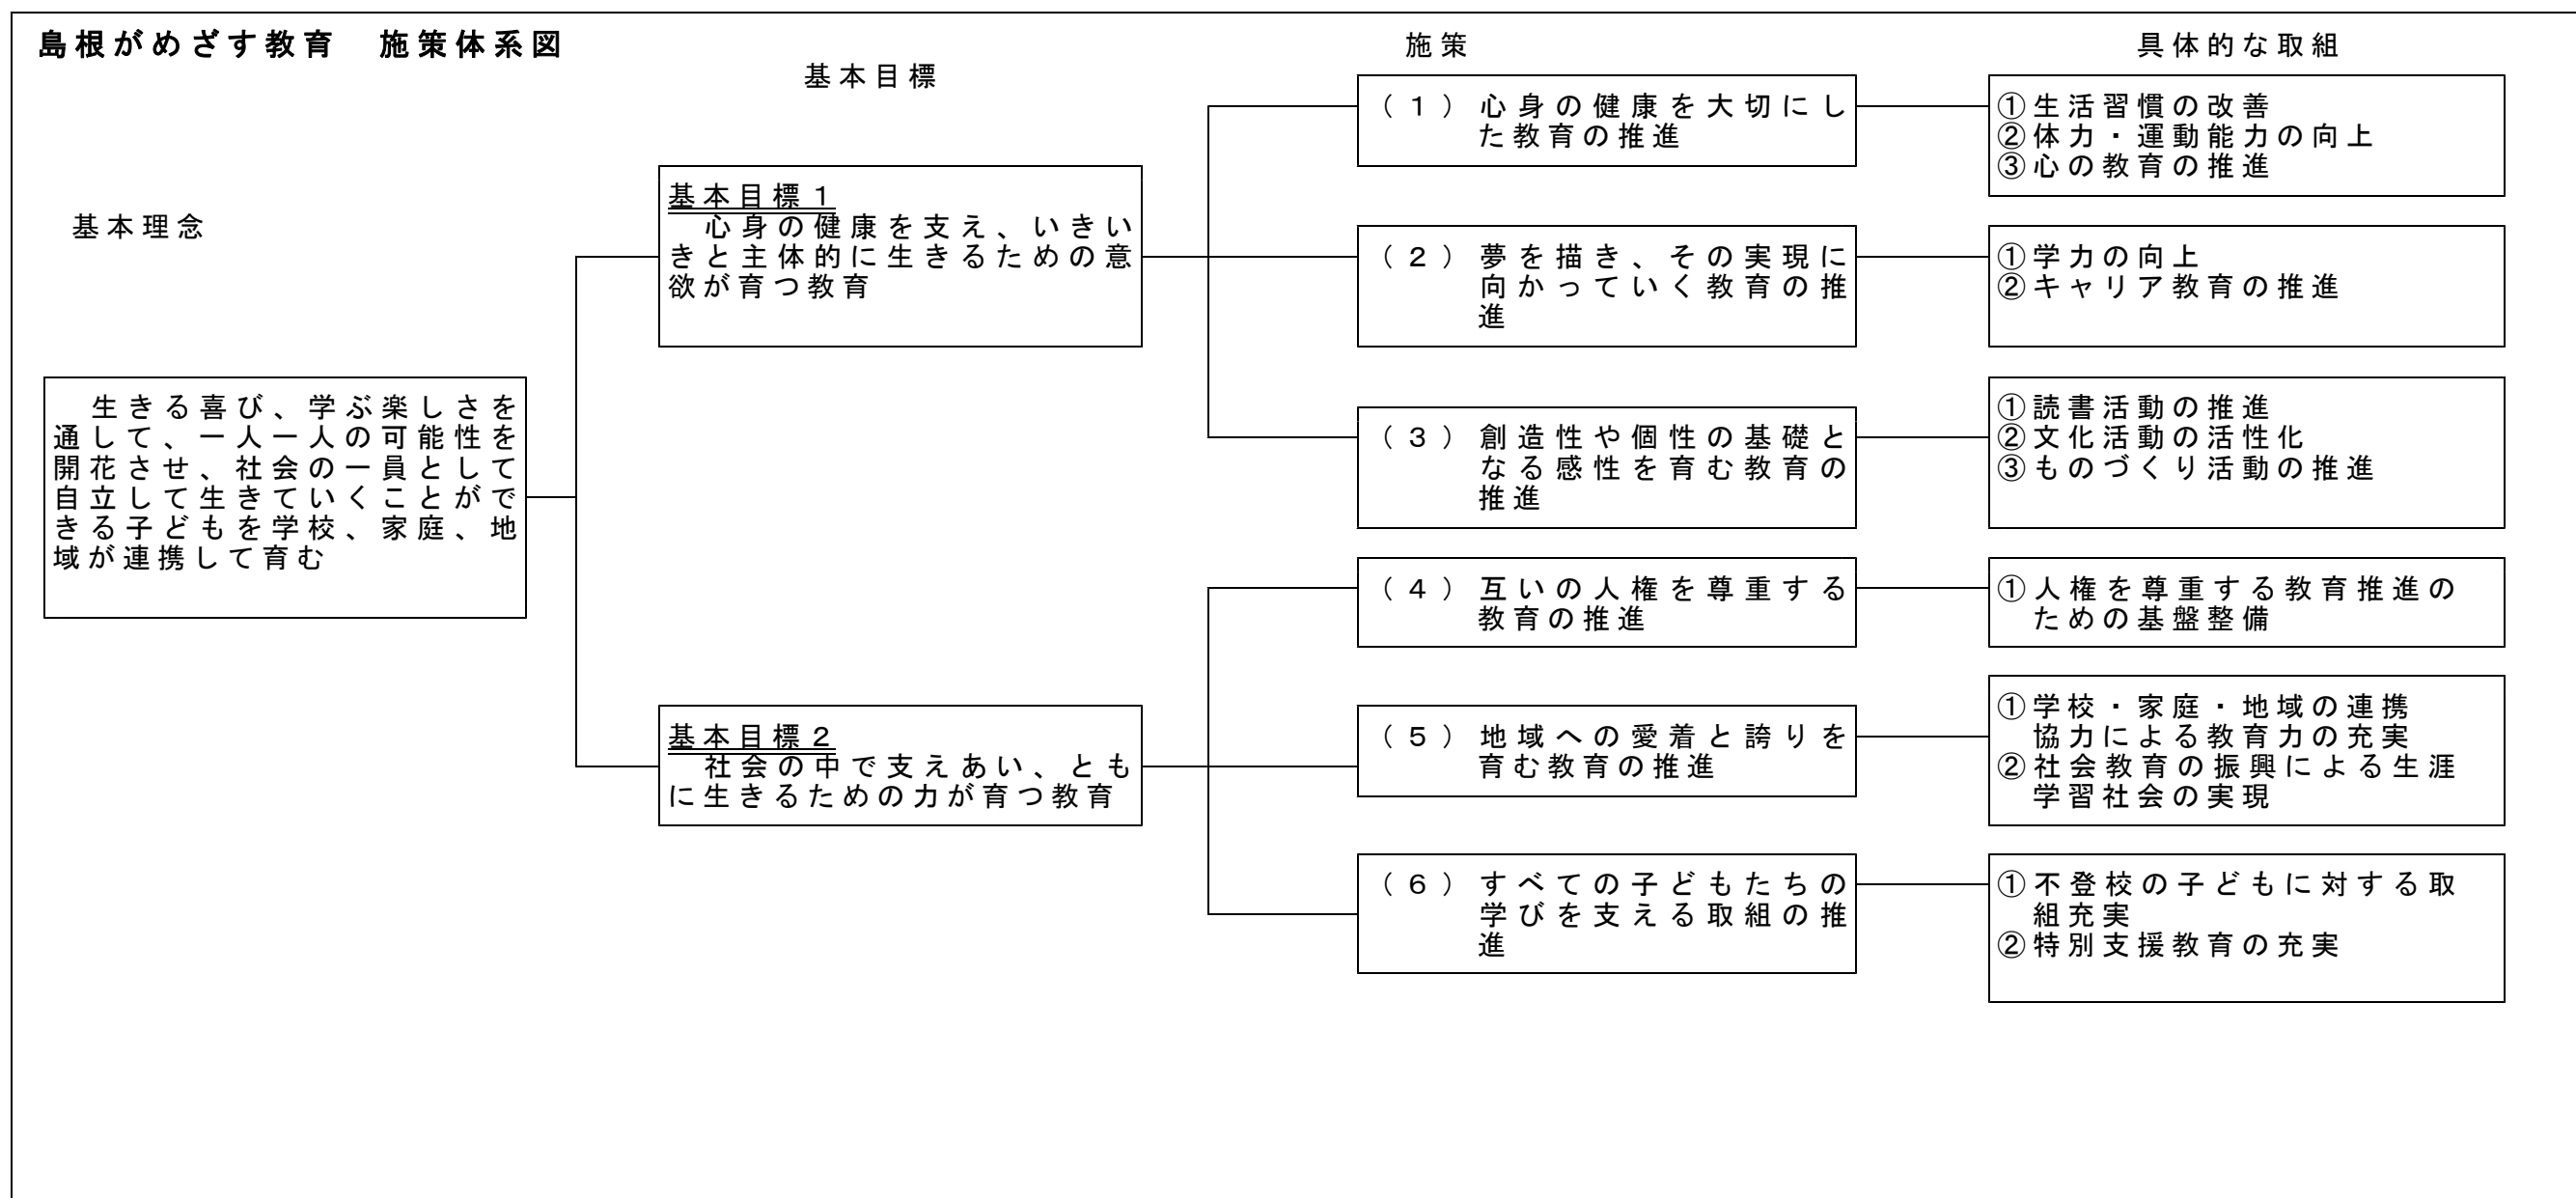 島根がめざす教育　施策体系図
基本理念
生きる喜び、学ぶ楽しさを
通して、一人一人の可能性を
開花させ、社会の一員として
自立して生きていくことがで
きる子どもを学校、家庭、地
域が連携して育む
基本目標
基本目標１
心身の健康を支え、いきい
きと主体的に生きるための意
欲が育つ教育
基本目標２
社会の中で支えあい、とも
に生きるための力が育つ教育
施策
（１）心身の健康を大切にし
た教育の推進
（２）夢を描き、その実現に
向かっていく教育の推
進
（３）創造性や個性の基礎と
なる感性を育む教育の
推進
（４）互いの人権を尊重する
教育の推進
（５）地域への愛着と誇りを
育む教育の推進
（６）すべての子どもたちの
学びを支える取組の推
進
具体的な取組
①生活習慣の改善
②体力・運動能力の向上
③心の教育の推進
①学力の向上
②キャリア教育の推進
①読書活動の推進
②文化活動の活性化
③ものづくり活動の推進
①人権を尊重する教育推進の
ための基盤整備
①学校・家庭・地域の連携
協力による教育力の充実
②社会教育の振興による生涯
学習社会の実現
①不登校の子どもに対する取
組充実
②特別支援教育の充実